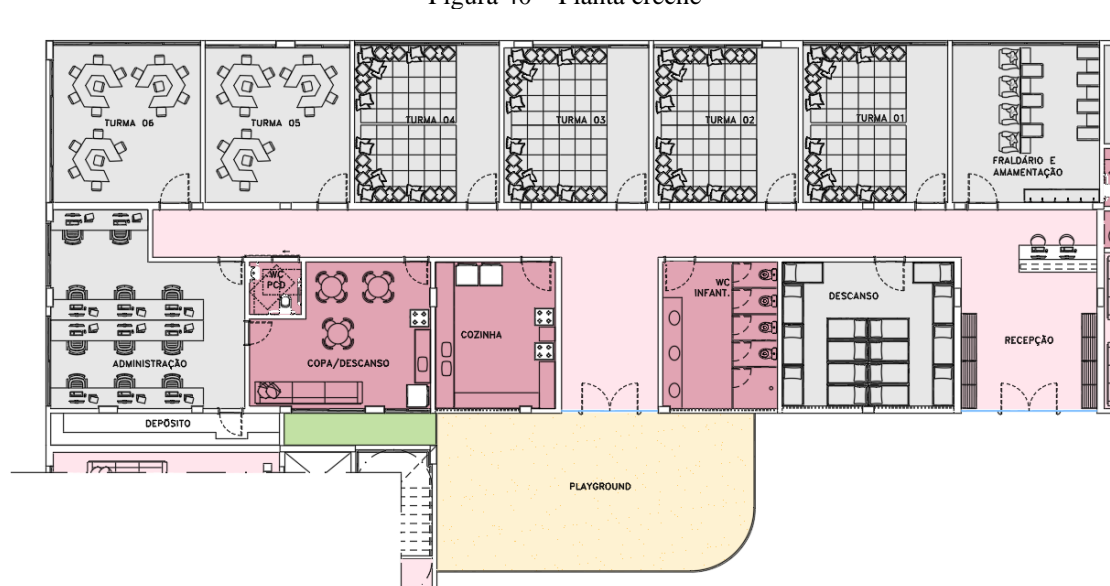 Figura 46 – Planta creche
TURMA 06
TURMA 05
TURMA 04
TURMA 03
TURMA 02
TURMA 01
FRALDÁRIO E
AMAMENTAÇÃO
WC
PCD
WC
INFANT.
DESCANSO
COZINHA
RECEPÇÃO
ADMINISTRAÇÃO
COPA/DESCANSO
DEPÓSITO
PLAYGROUND